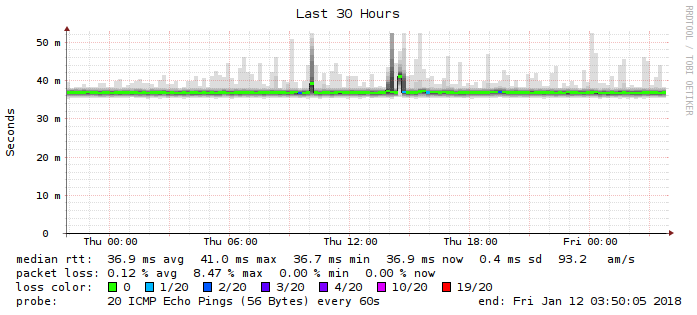 Last 30 Hours
RRDTOOL / TOBI OETIKER
Seconds
50 m
40 m
30 m
20 m
10 m
0
Thu 00:00 Thu 06:00 Thu 12:00 Thu 18:00 Fri 00:00
median rtt: 36.9 ms avg 41.0 ms max 36.7 ms min 36.9 ms now 0.4 ms sd 93.2 am/s
packet loss: 0.12 % avg 8.47 % max 0.00 % min 0.00 % now
loss color: 0 1/20 2/20 3/20 4/20 10/20 19/20
probe: 20 ICMP Echo Pings (56 Bytes) every 60s end: Fri Jan 12 03:50:05 2018